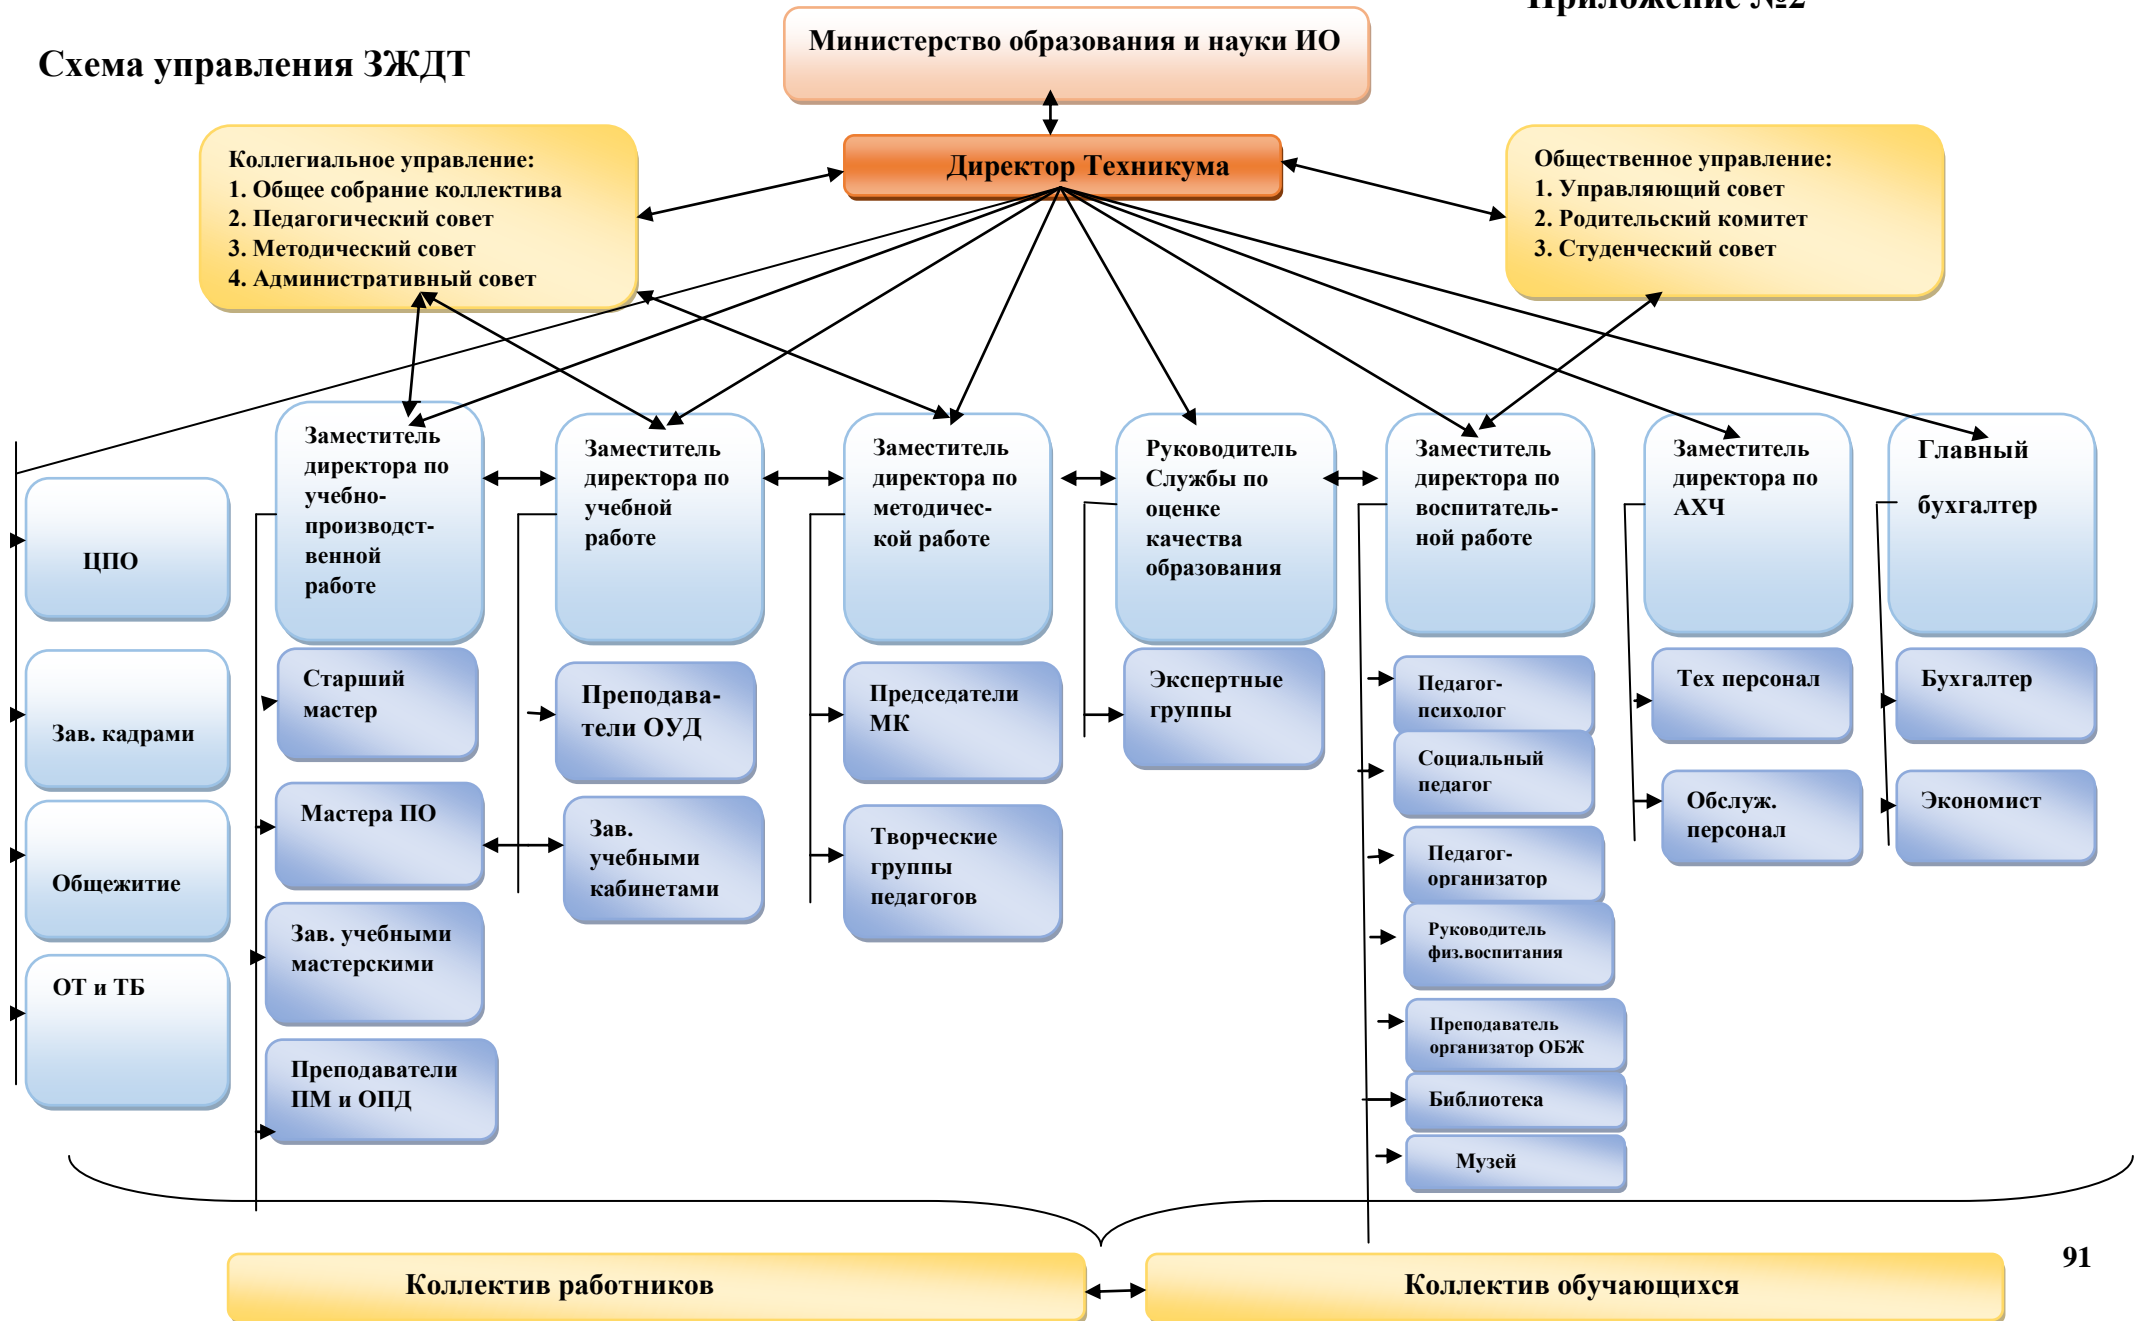 Приложение №2
Схема управления ЗЖДТ
Министерство образования и науки ИО
Директор Техникума
Коллегиальное управление:
1. Общее собрание коллектива
2. Педагогический совет
3. Методический совет
4. Административный совет
Общественное управление:
1. Управляющий совет
2. Родительский комитет
3. Студенческий совет
ЦПО
Зав. кадрами
Общежитие
ОТ и ТБ
Заместитель
директора по
учебно-
производст-
венной
работе
Старший
мастер
Мастера ПО
Зав. учебными
мастерскими
Преподаватели
ПМ и ОПД
Заместитель
директора по
учебной
работе
Преподава-
тели ОУД
Зав.
учебными
кабинетами
Заместитель
директора по
методичес-
кой работе
Председатели
МК
Творческие
группы
педагогов
Руководитель
Службы по
оценке
качества
образования
Экспертные
группы
Заместитель
директора по
воспитатель-
ной работе
Педагог-
психолог
Социальный
педагог
Педагог-
организатор
Руководитель
физ.воспитания
Преподаватель
организатор ОБЖ
Библиотека
Музей
Заместитель
директора по
АХЧ
Тех персонал
Обслуж.
персонал
Главный
бухгалтер
Бухгалтер
Экономист
Коллектив работников
Коллектив обучающихся
91